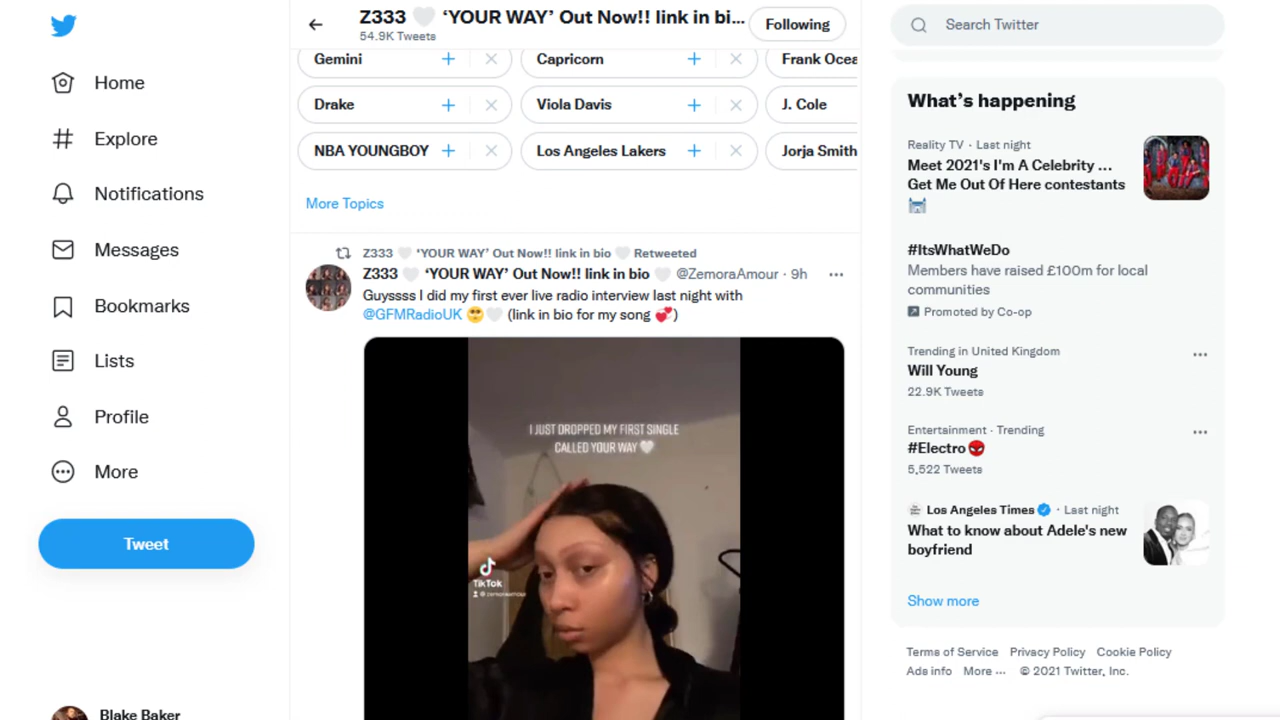 Home
Explore
Notifications
Messages
Bookmarks
Lists
Profile
More
Tweet
Blake Baker
Z333 🤍 ‘YOUR WAY’ Out Now!! link in bi...
54.9K Tweets
Following
Gemini
Capricorn
Frank Ocea
Drake
Viola Davis
J. Cole
NBA YOUNGBOY
Los Angeles Lakers
Jorja Smith
More Topics
Z333 🤍 ‘YOUR WAY’ Out Now!! link in bio 🤍 Retweeted
Z333 🤍 ‘YOUR WAY’ Out Now!! link in bio 🤍 @ZemoraAmour · 9h
Guyssss I did my first ever live radio interview last night with
@GFMRadioUK 🥺🤍 (link in bio for my song 💞)
I JUST DROPPED MY FIRST SINGLE
CALLED YOUR WAY 🤍
TikTok
@zemoraamour
Search Twitter
What’s happening
Reality TV · Last night
Meet 2021's I'm A Celebrity ...
Get Me Out Of Here contestants
🏰
#ItsWhatWeDo
Members have raised £100m for local
communities
Promoted by Co-op
Trending in United Kingdom
Will Young
22.9K Tweets
Entertainment · Trending
#Electro
5,522 Tweets
Los Angeles Times · Last night
What to know about Adele's new
boyfriend
Show more
Terms of Service Privacy Policy Cookie Policy
Ads info More ··· © 2021 Twitter, Inc.